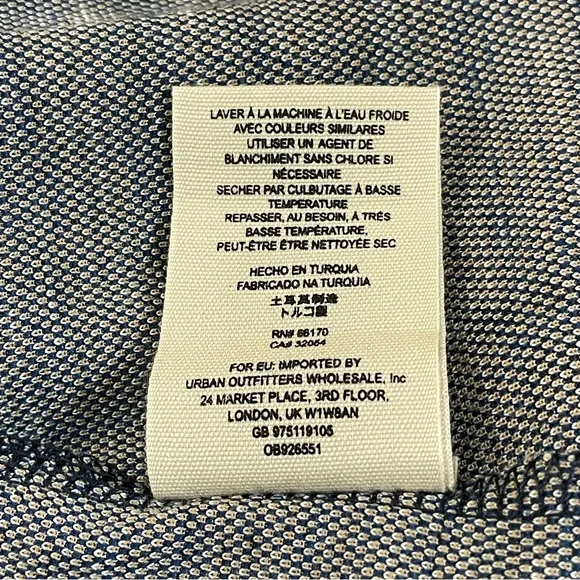 LAVER À LA MACHINE À L'EAU FROIDE
AVEC COULEURS SIMILARES
UTILISER UN AGENT DE
BLANCHIMENT SANS CHLORE SI
NÉCESSAIRE
SECHER PAR CULBUTAGE À BASSE
TEMPERATURE
REPASSER, AU BESOIN, À TRÉS
BASSE TEMPÉRATURE,
PEUT-ÊTRE ÊTRE NETTOYÉE SEC
HECHO EN TURQUIA
FABRICADO NA TURQUIA
土耳其制造
トルコ製
RN# 66170
CA# 32054
FOR EU: IMPORTED BY
URBAN OUTFITTERS WHOLESALE, Inc
24 MARKET PLACE, 3RD FLOOR,
LONDON, UK W1W8AN
GB 975119105
OB926551